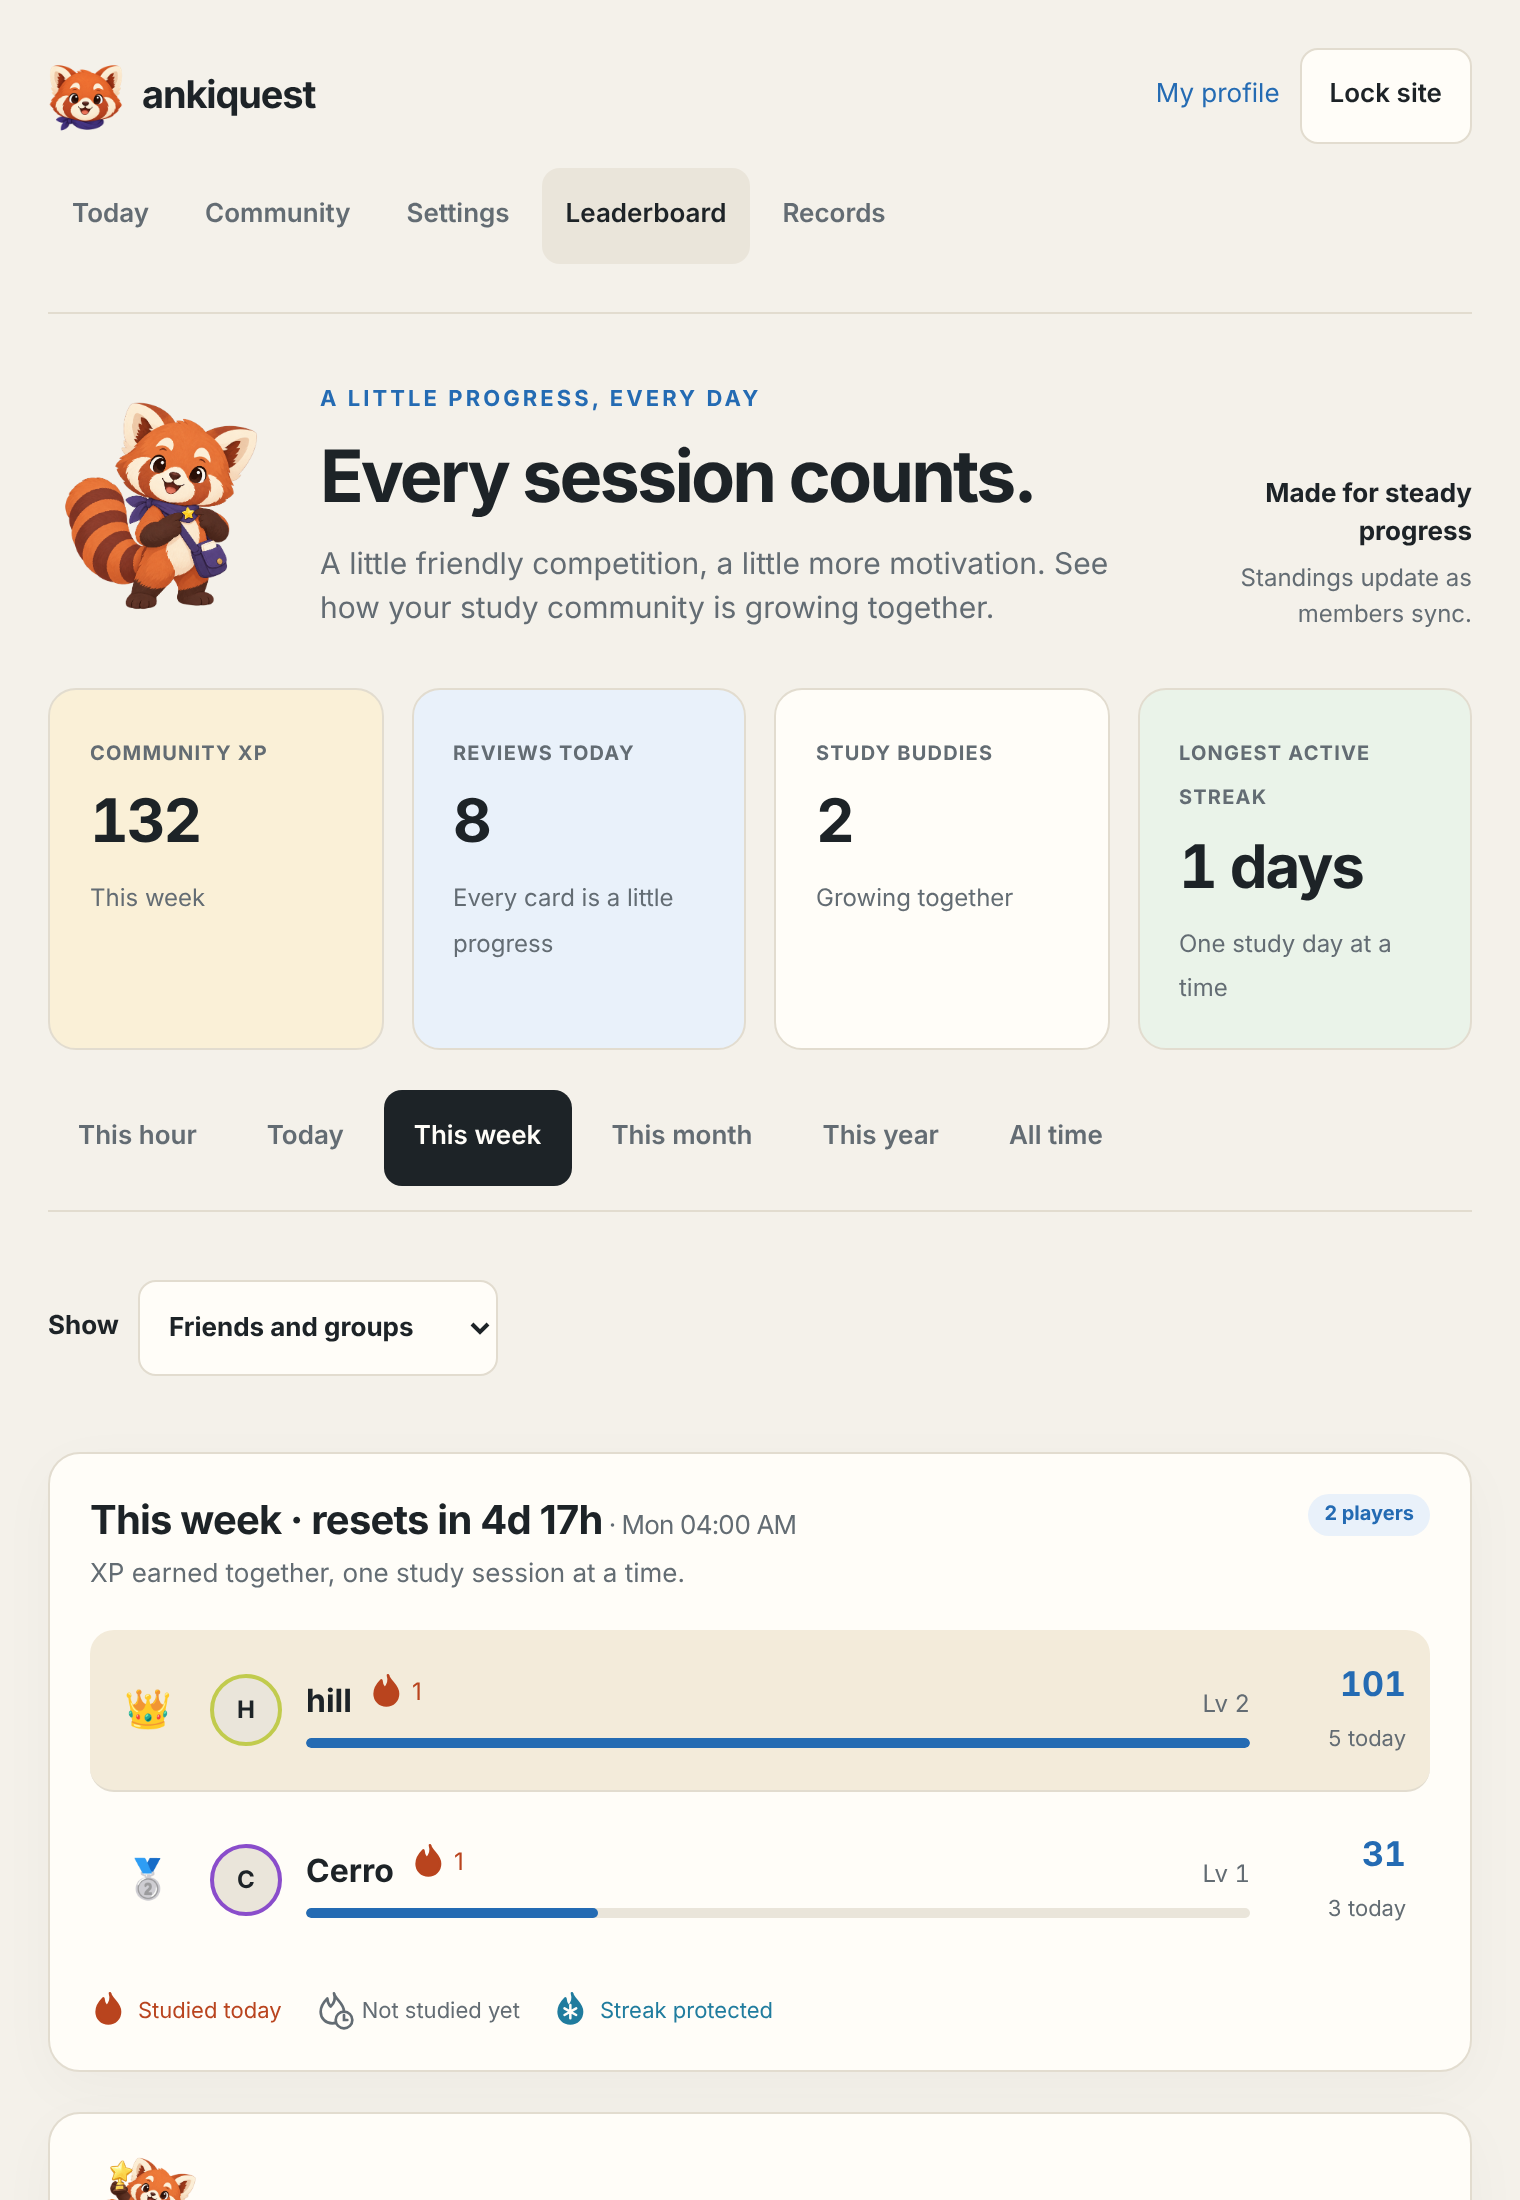 ankiquest
My profile
Lock site
Today
Community
Settings
Leaderboard
Records
A LITTLE PROGRESS, EVERY DAY
Every session counts.
A little friendly competition, a little more motivation. See
how your study community is growing together.
Made for steady
progress
Standings update as
members sync.
COMMUNITY XP
132
This week
REVIEWS TODAY
8
Every card is a little
progress
STUDY BUDDIES
2
Growing together
LONGEST ACTIVE
STREAK
1 days
One study day at a
time
This hour
Today
This week
This month
This year
All time
Show
Friends and groups
This week · resets in 4d 17h · Mon 04:00 AM
2 players
XP earned together, one study session at a time.
H
hill
1
Lv 2
101
5 today
2
C
Cerro
1
Lv 1
31
3 today
Studied today
Not studied yet
Streak protected